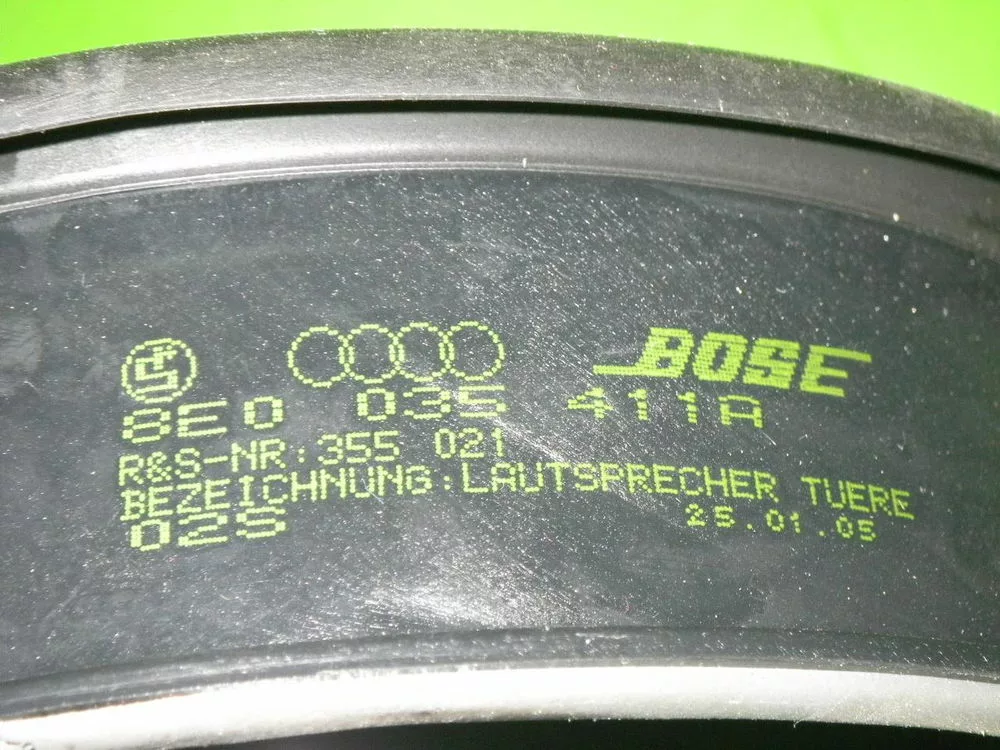 BOSE
8E0 035 411A
R&S-NR:355 021
BEZEICHNUNG:LAUTSPRECHER TUERE
025 25.01.05